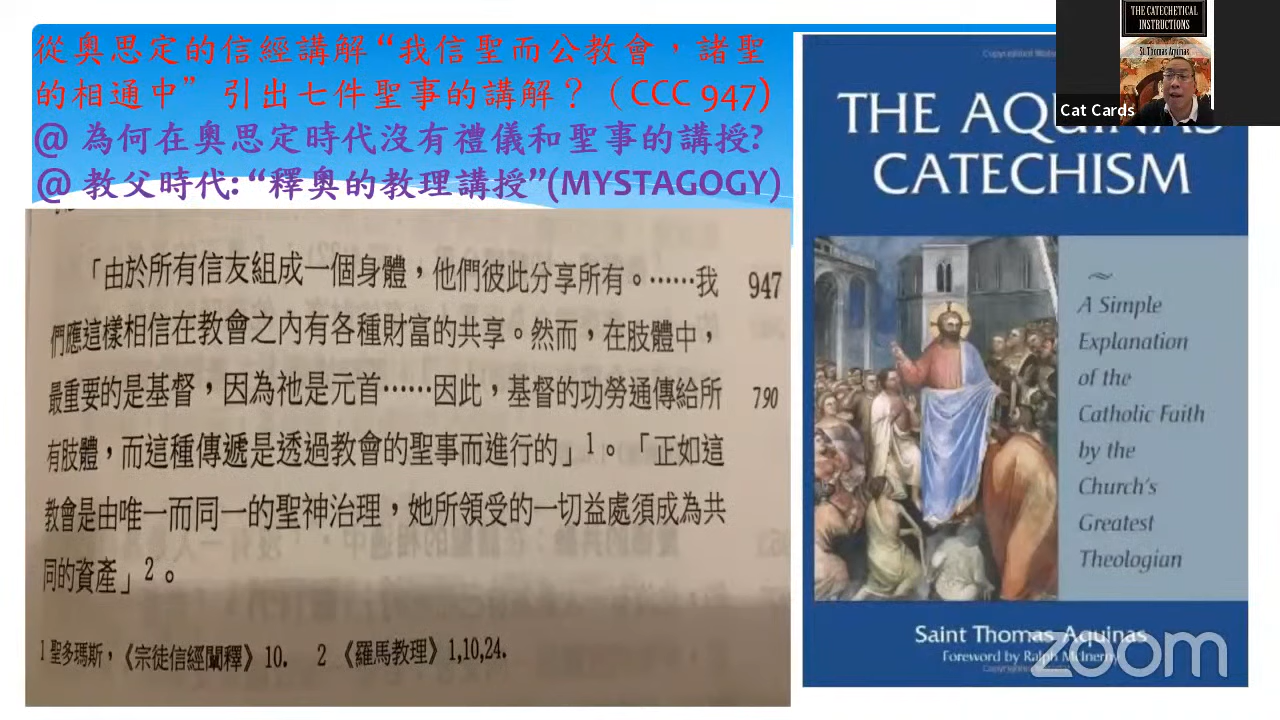 從奧思定的信經講解“我信聖而公教會，諸聖
的相通中” 引出七件聖事的講解？（CCC 947)
@ 為何在奧思定時代沒有禮儀和聖事的講授?
@ 教父時代: “釋奧的教理講授”(MYSTAGOGY)
「由於所有信友組成一個身體，他們彼此分享所有。……我 947
們應這樣相信在教會之內有各種財富的共享。然而，在肢體中，
最重要的是基督，因為祂是元首……因此，基督的功勞通傳給所 790
有肢體，而這種傳遞是透過教會的聖事而進行的」1。「正如這
教會是由唯一而同一的聖神治理，她所領受的一切益處須成為共
同的資產」2。
1 聖多瑪斯，《宗徒信經闡釋》10. 2 《羅馬教理》1,10,24.
THE AQUINAS
CATECHISM
A Simple
Explanation
of the
Catholic Faith
by the
Church's
Greatest
Theologian
Saint Thomas Aquinas
Foreword by Ralph McInerny
zoom
THE CATECHETICAL
INSTRUCTIONS
St. Thomas Aquinas
Cat Cards